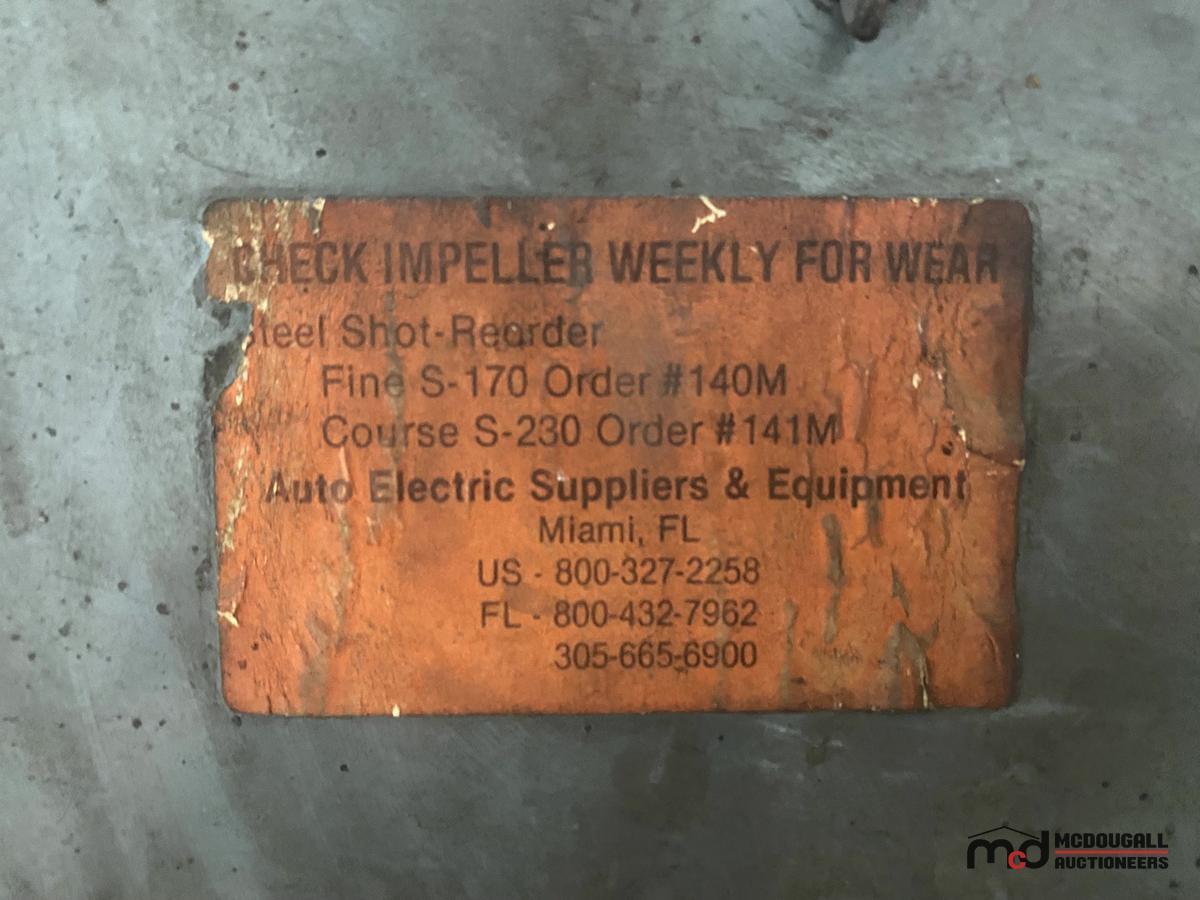 CHECK IMPELLER WEEKLY FOR WEAR
Steel Shot-Reorder
Fine S-170 Order #140M
Course S-230 Order #141M
Auto Electric Suppliers & Equipment
Miami, FL
US - 800-327-2258
FL - 800-432-7962
305-665-6900
mcd MCDOUGALL
AUCTIONEERS